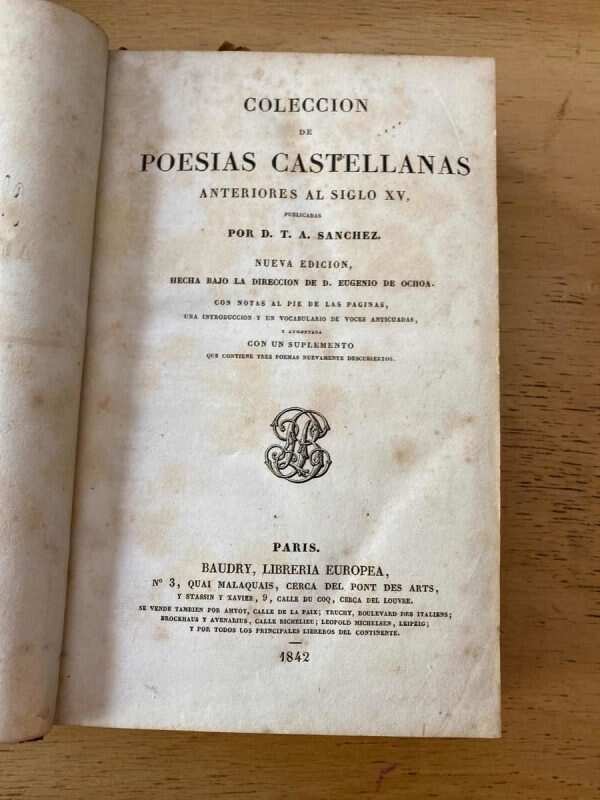 COLECCION
DE
POESIAS CASTELLANAS
ANTERIORES AL SIGLO XV,
PUBLICADAS
POR D. T. A. SANCHEZ.
NUEVA EDICION,
HECHA BAJO LA DIRECCION DE D. EUGENIO DE OCHOA.
CON NOTAS AL PIE DE LAS PAGINAS,
UNA INTRODUCCION Y UN VOCABULARIO DE VOCES ANTICUADAS,
Y AUMENTADA
CON UN SUPLEMENTO
QUE CONTIENE TRES POEMAS NUEVAMENTE DESCUBIERTOS.
PARIS.
BAUDRY, LIBRERIA EUROPEA,
Nº 3, QUAI MALAQUAIS, CERCA DEL PONT DES ARTS,
Y STASSIN Y XAVIER, 9, CALLE DU COQ, CERCA DEL LOUVRE.
SE VENDE TAMBIEN POR AMYOT, CALLE DE LA PAIX; TRUCHY, BOULEVARD DES ITALIENS;
BROCKHAUS Y AVENARIUS, CALLE RICHELIEU; LEOPOLD MICHELSEN, LEIPZIG;
Y POR TODOS LOS PRINCIPALES LIBREROS DEL CONTINENTE.
1842